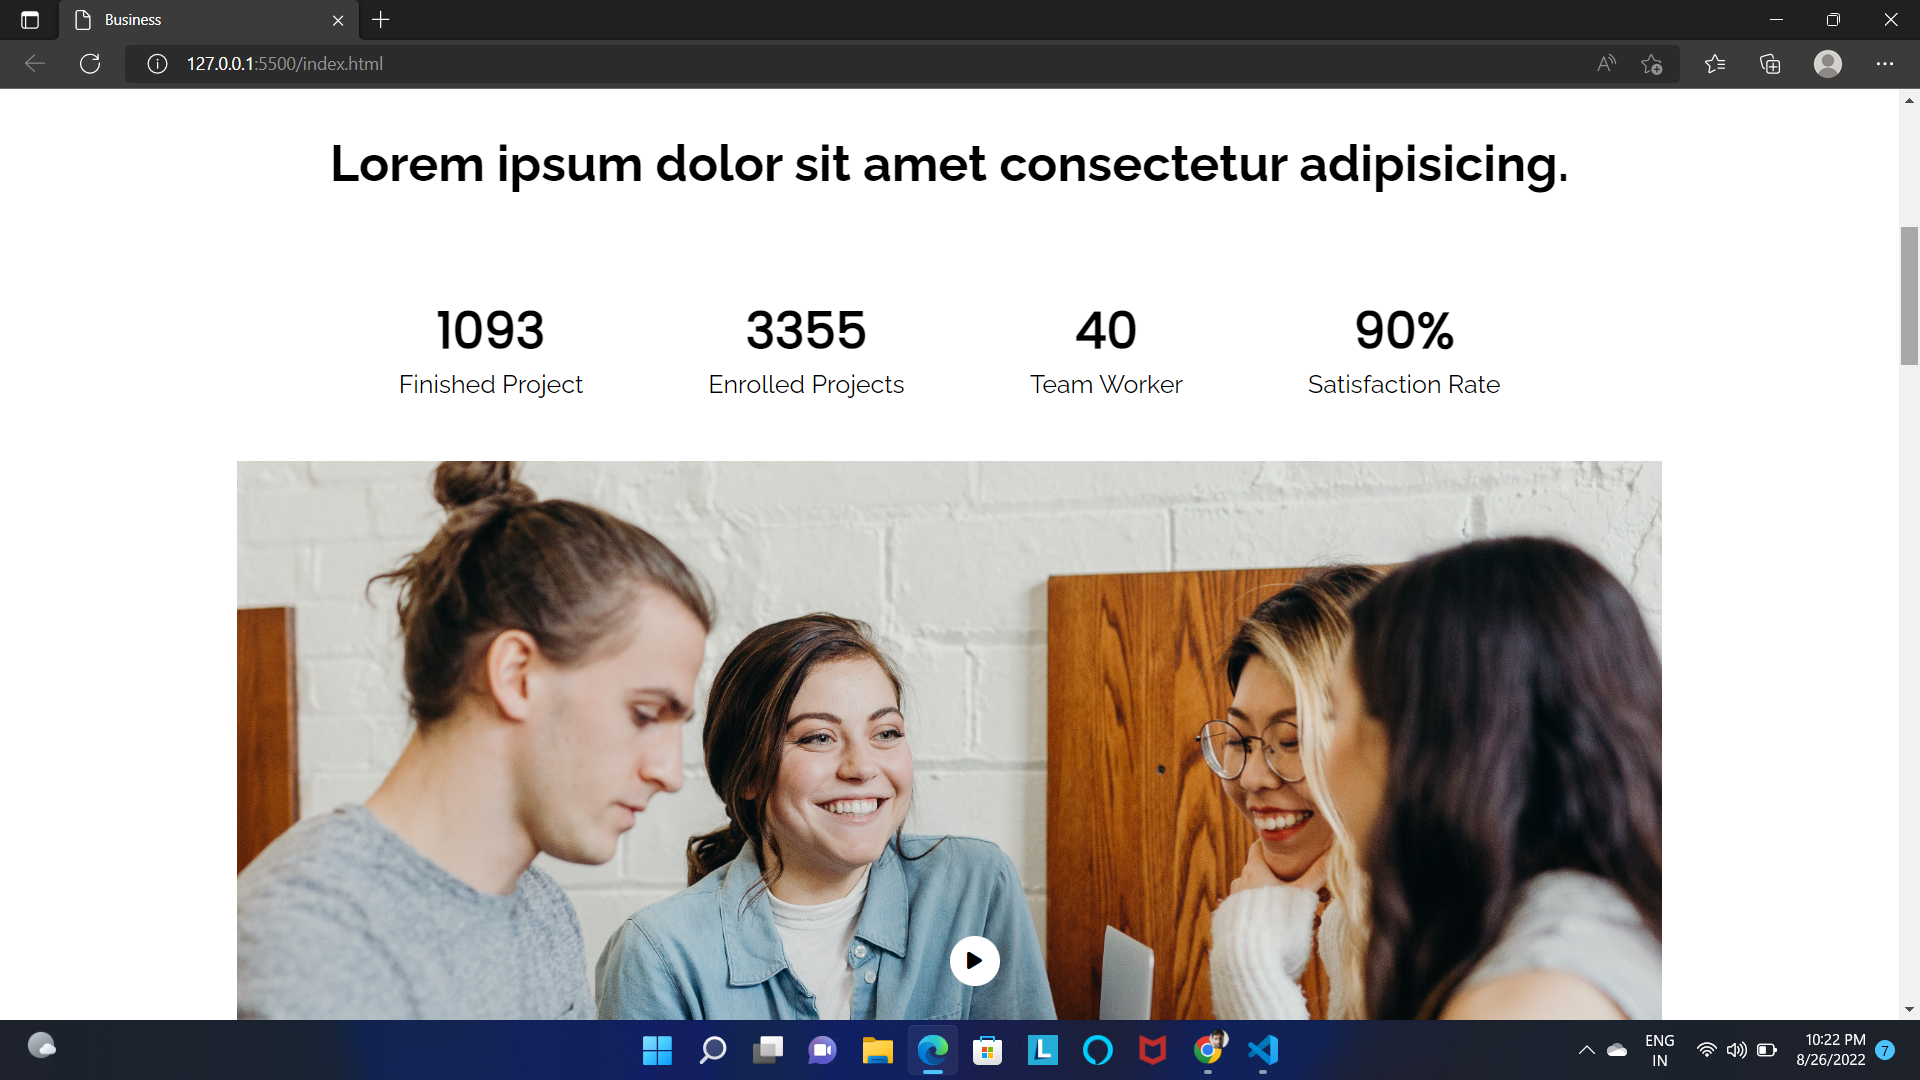 Business
127.0.0.1:5500/index.html
Lorem ipsum dolor sit amet consectetur adipisicing.
1093
3355
40
90%
Finished Project
Enrolled Projects
Team Worker
Satisfaction Rate
ENG
IN
10:22 PM
8/26/2022
7